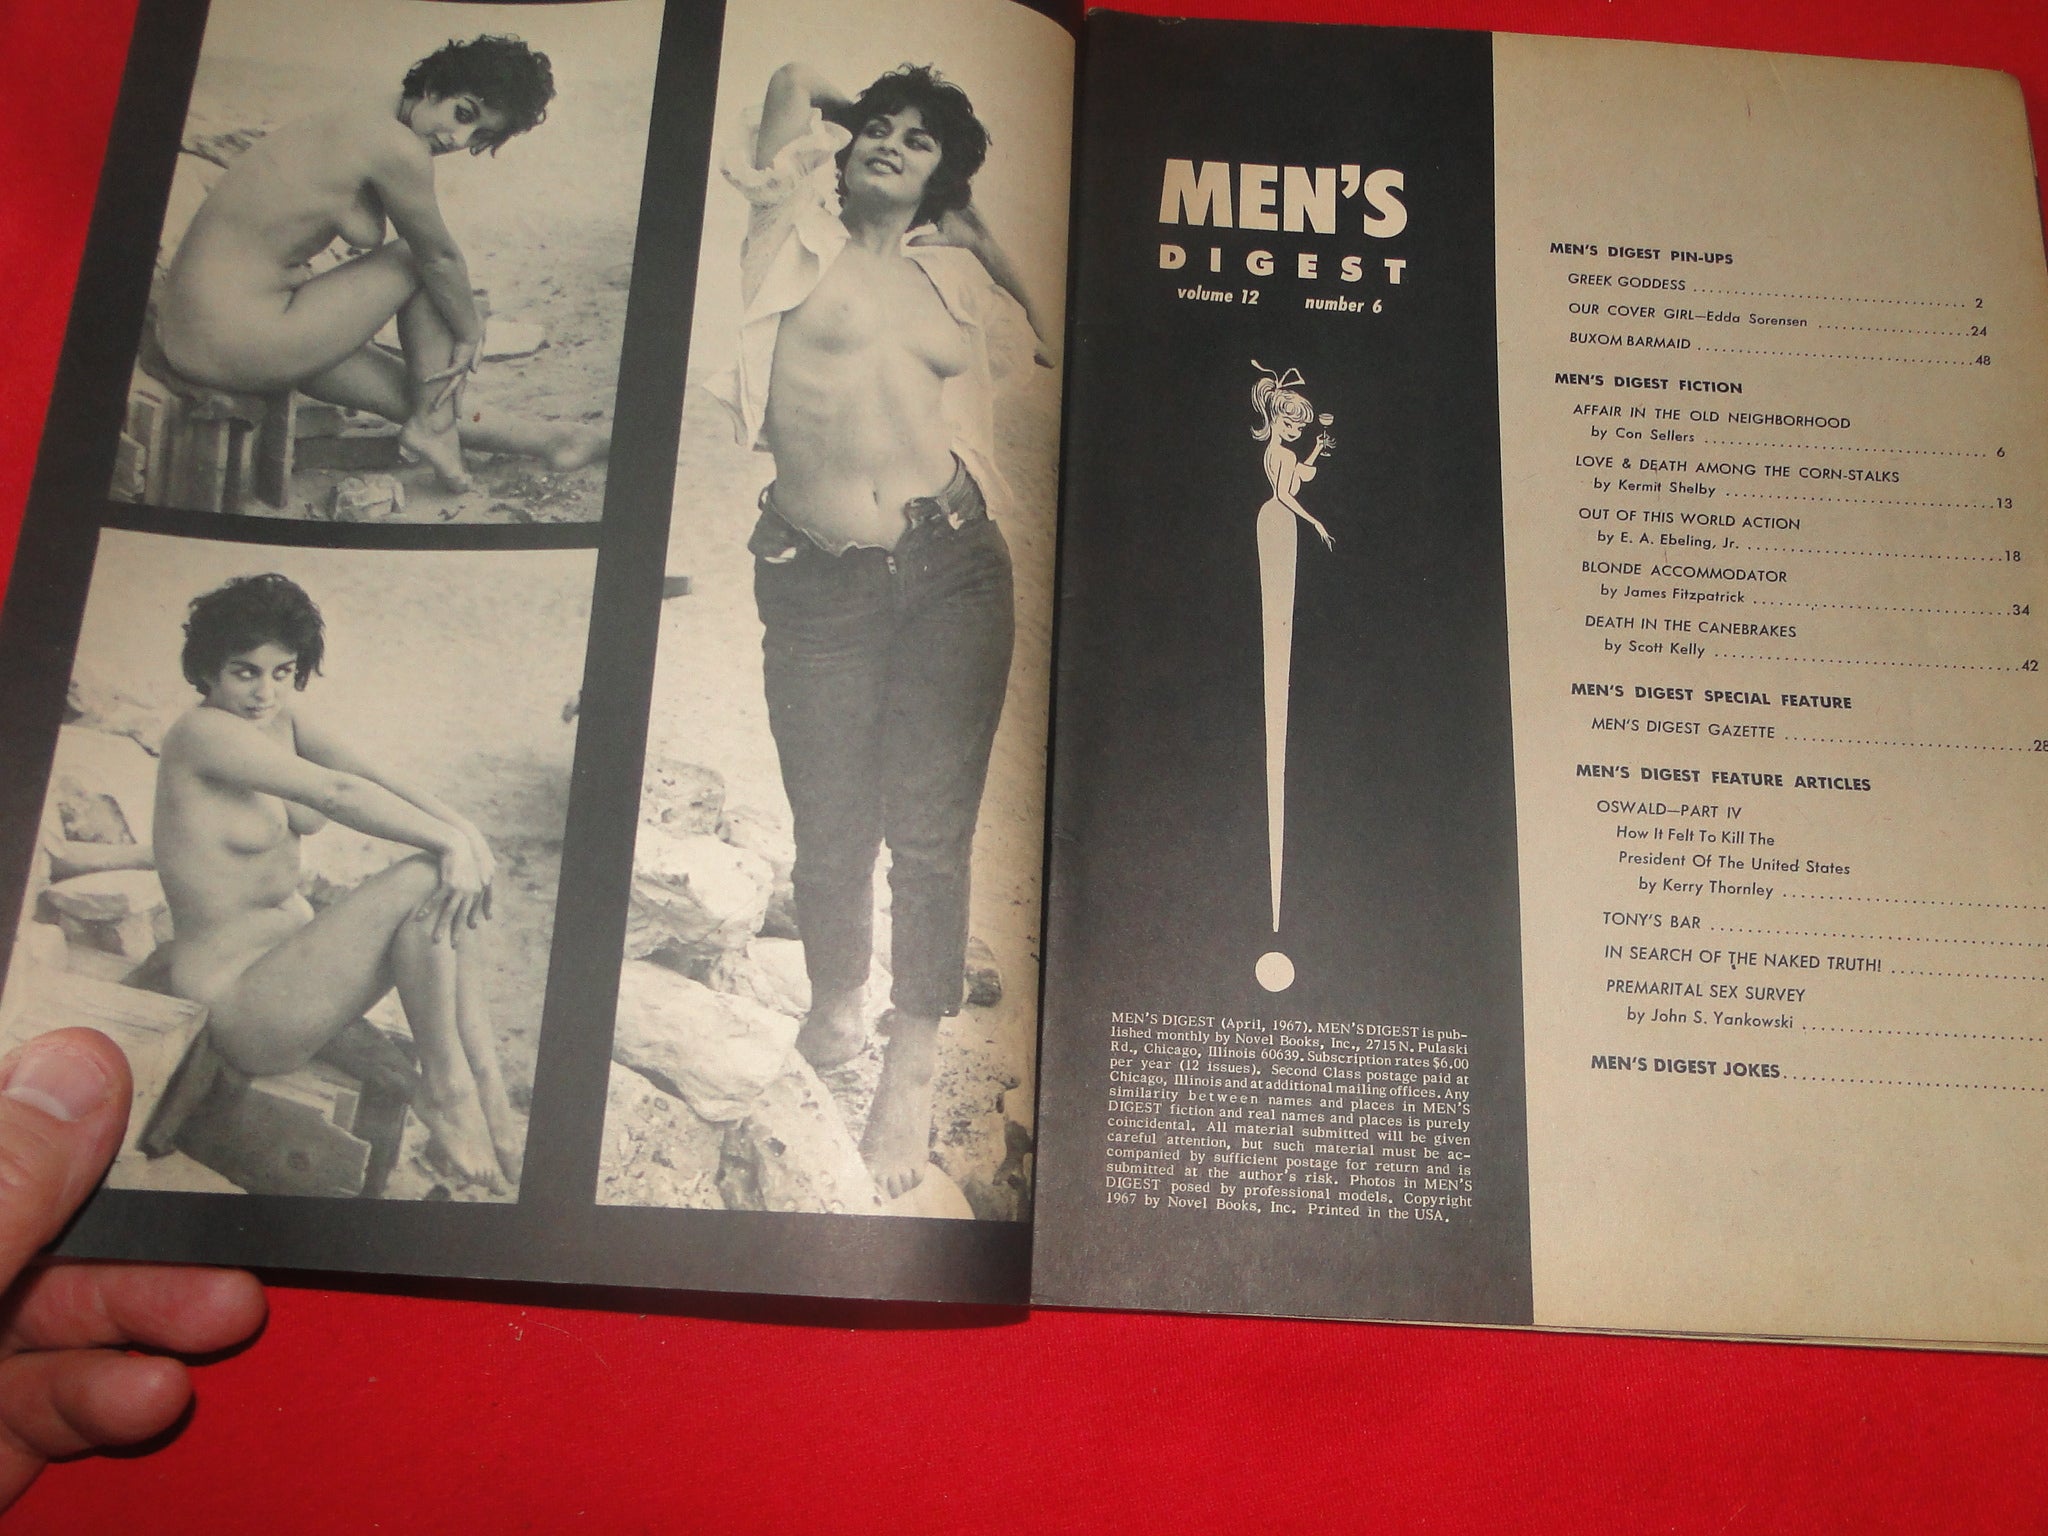 MEN'S
DIGEST
volume 12 number 6
MEN'S DIGEST (April, 1967). MEN'S DIGEST is pub-
lished monthly by Novel Books, Inc., 2715 N. Pulaski
Rd., Chicago, Illinois 60639. Subscription rates $6.00
per year (12 issues). Second Class postage paid at
Chicago, Illinois and at additional mailing offices. Any
similarity between names and places in MEN'S
DIGEST fiction and real names and places is purely
coincidental. All material submitted will be given
careful attention, but such material must be ac-
companied by sufficient postage for return and is
submitted at the author's risk. Photos in MEN'S
DIGEST posed by professional models. Copyright
1967 by Novel Books, Inc. Printed in the USA.
MEN'S DIGEST PIN-UPS
GREEK GODDESS 2
OUR COVER GIRL—Edda Sorensen 24
BUXOM BARMAID 48
MEN'S DIGEST FICTION
AFFAIR IN THE OLD NEIGHBORHOOD
by Con Sellers 6
LOVE & DEATH AMONG THE CORN-STALKS
by Kermit Shelby 13
OUT OF THIS WORLD ACTION
by E. A. Ebeling, Jr. 18
BLONDE ACCOMMODATOR
by James Fitzpatrick 34
DEATH IN THE CANEBRAKES
by Scott Kelly 42
MEN'S DIGEST SPECIAL FEATURE
MEN'S DIGEST GAZETTE 28
MEN'S DIGEST FEATURE ARTICLES
OSWALD—PART IV
How It Felt To Kill The
President Of The United States
by Kerry Thornley
TONY'S BAR
IN SEARCH OF THE NAKED TRUTH!
PREMARITAL SEX SURVEY
by John S. Yankowski
MEN'S DIGEST JOKES